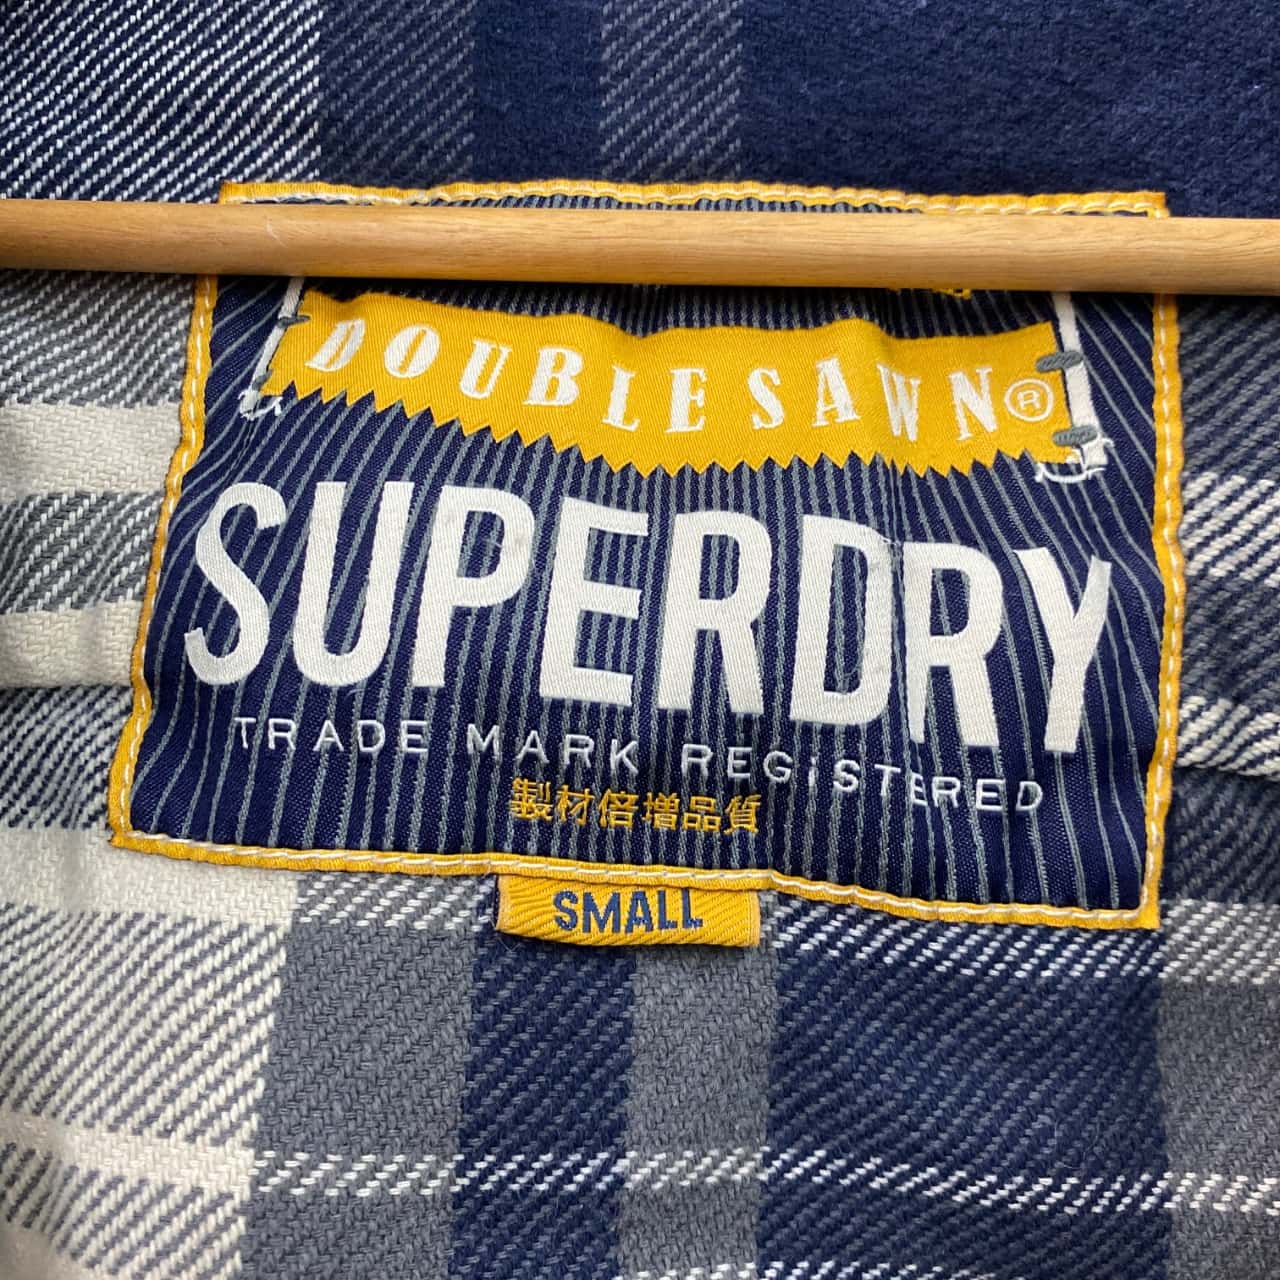 DOUBLESAWN®
SUPERDRY
TRADE MARK REGiSTERED
製材倍増品質
SMALL